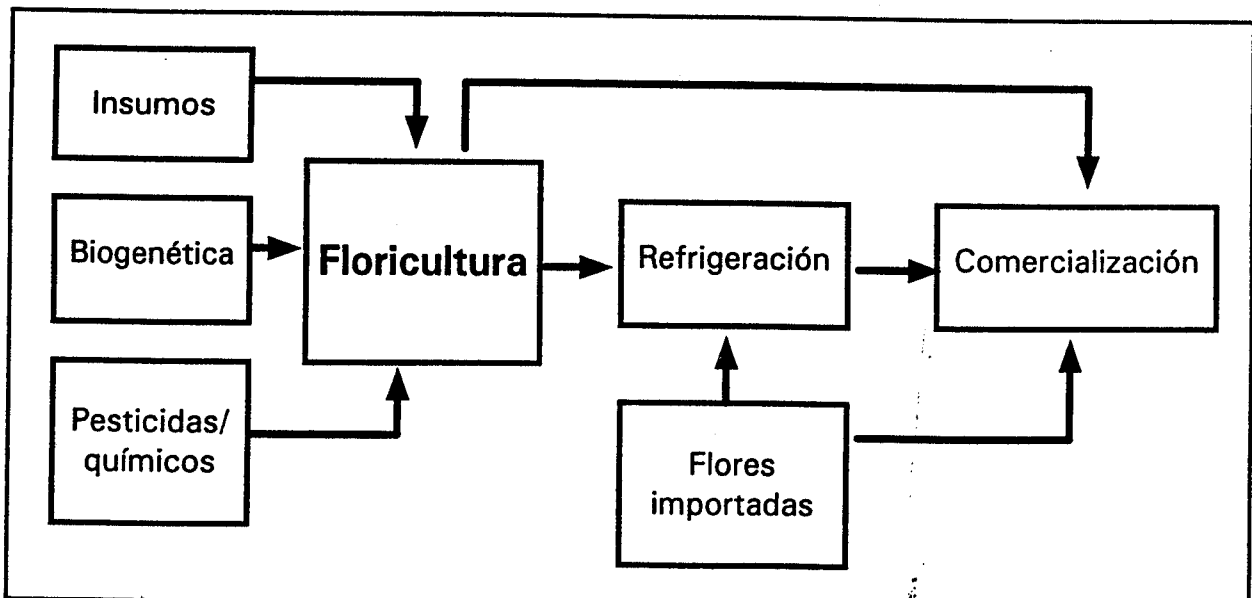 Insumos
Biogenética
Pesticidas/
químicos
Floricultura
Refrigeración
Flores
importadas
Comercialización